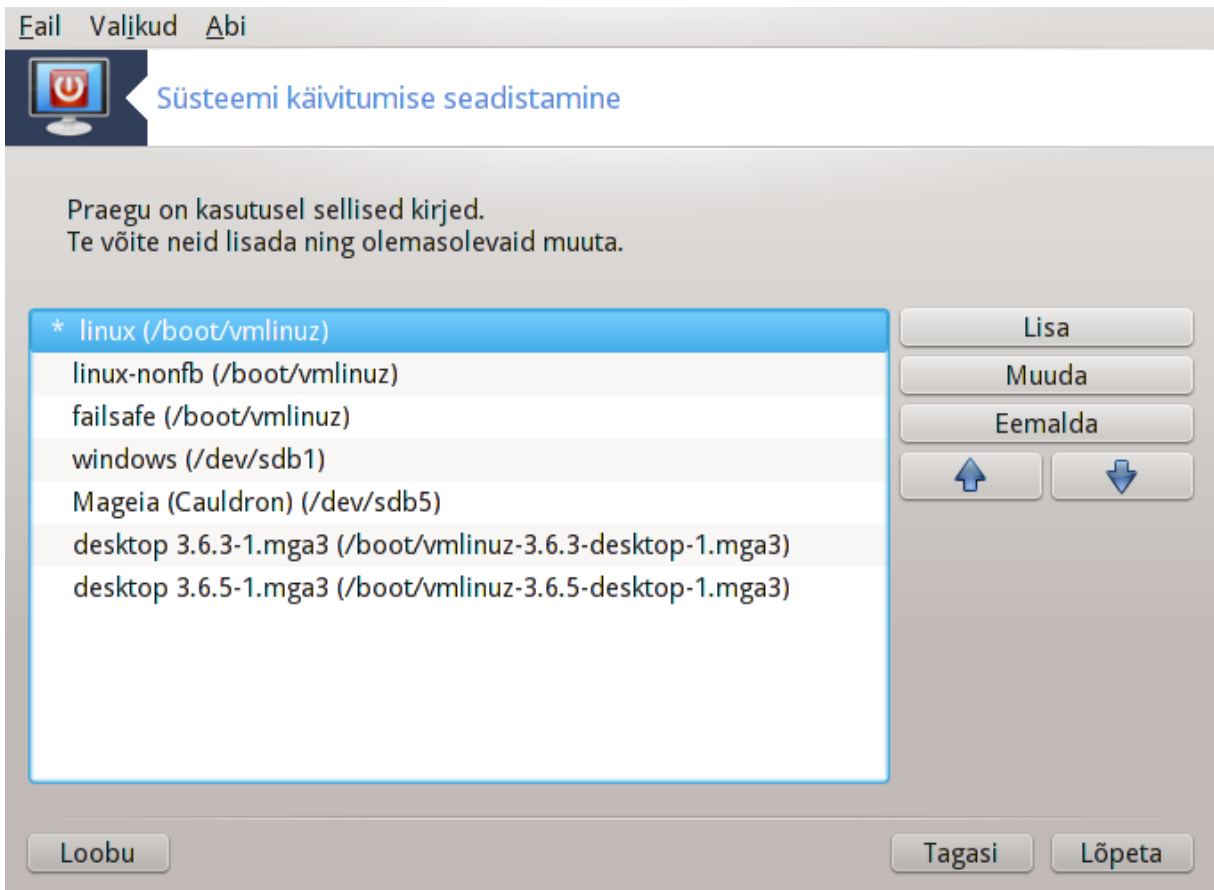 Fail Valikud Abi
Süsteemi käivitumise seadistamine
Praegu on kasutusel sellised kirjed.
Te võite neid lisada ning olemasolevaid muuta.
* linux (/boot/vmlinuz)
linux-nonfb (/boot/vmlinuz)
failsafe (/boot/vmlinuz)
windows (/dev/sdb1)
Mageia (Cauldron) (/dev/sdb5)
desktop 3.6.3-1.mga3 (/boot/vmlinuz-3.6.3-desktop-1.mga3)
desktop 3.6.5-1.mga3 (/boot/vmlinuz-3.6.5-desktop-1.mga3)
Lisa
Muuda
Eemalda
Loobu Tagasi Lõpeta